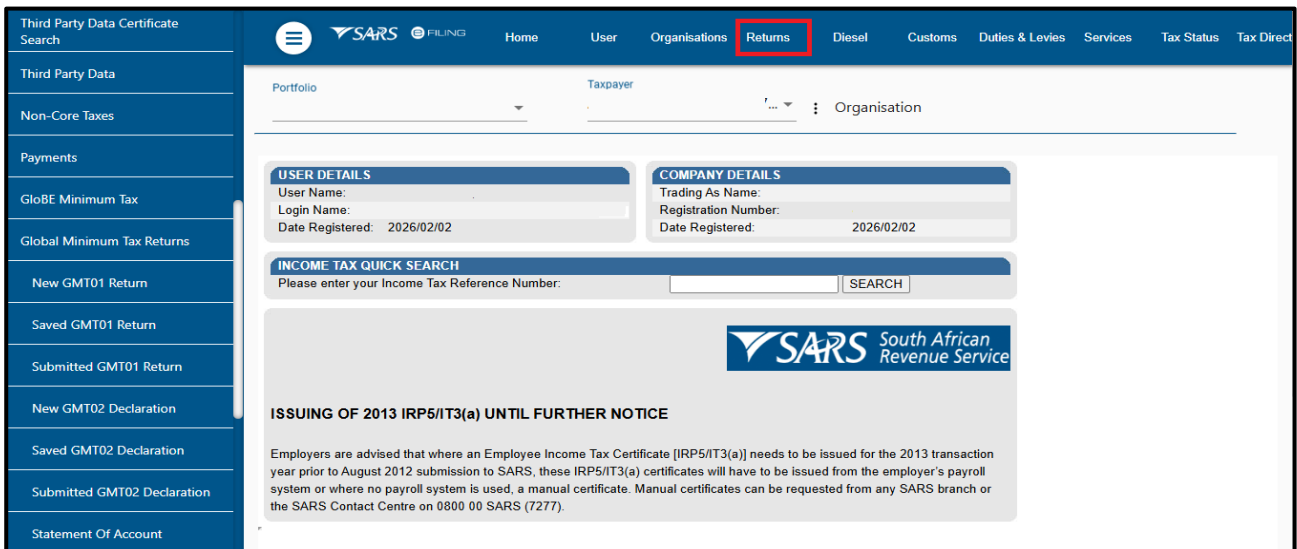 Third Party Data Certificate
Search
Third Party Data
Non-Core Taxes
Payments
GloBE Minimum Tax
Global Minimum Tax Returns
New GMT01 Return
Saved GMT01 Return
Submitted GMT01 Return
New GMT02 Declaration
Saved GMT02 Declaration
Submitted GMT02 Declaration
Statement Of Account
SARS eFILING Home User Organisations Returns Diesel Customs Duties & Levies Services Tax Status Tax Direct
Portfolio Taxpayer
... Organisation
USER DETAILS
User Name:
Login Name:
Date Registered: 2026/02/02
COMPANY DETAILS
Trading As Name:
Registration Number:
Date Registered: 2026/02/02
INCOME TAX QUICK SEARCH
Please enter your Income Tax Reference Number: SEARCH
SARS South African
Revenue Service
ISSUING OF 2013 IRP5/IT3(a) UNTIL FURTHER NOTICE
Employers are advised that where an Employee Income Tax Certificate [IRP5/IT3(a)] needs to be issued for the 2013 transaction
year prior to August 2012 submission to SARS, these IRP5/IT3(a) certificates will have to be issued from the employer's payroll
system or where no payroll system is used, a manual certificate. Manual certificates can be requested from any SARS branch or
the SARS Contact Centre on 0800 00 SARS (7277).